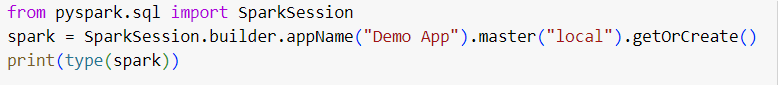 from pyspark.sql import SparkSession
spark = SparkSession.builder.appName("Demo App").master("local").getOrCreate()
print(type(spark))